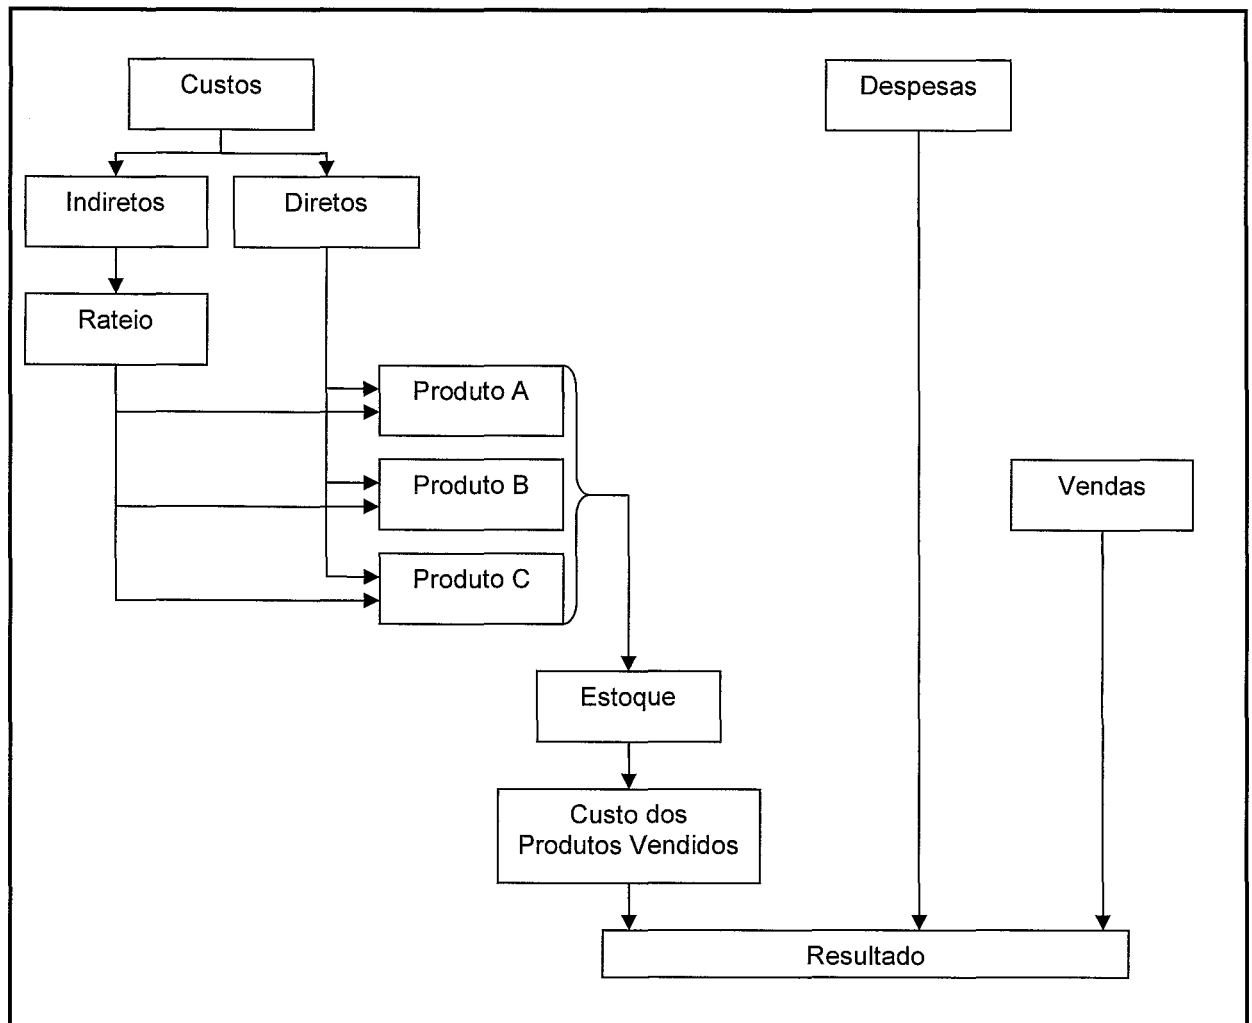 Custos
Despesas
Indiretos
Diretos
Rateio
Produto A
Produto B
Vendas
Produto C
Estoque
Custo dos
Produtos Vendidos
Resultado